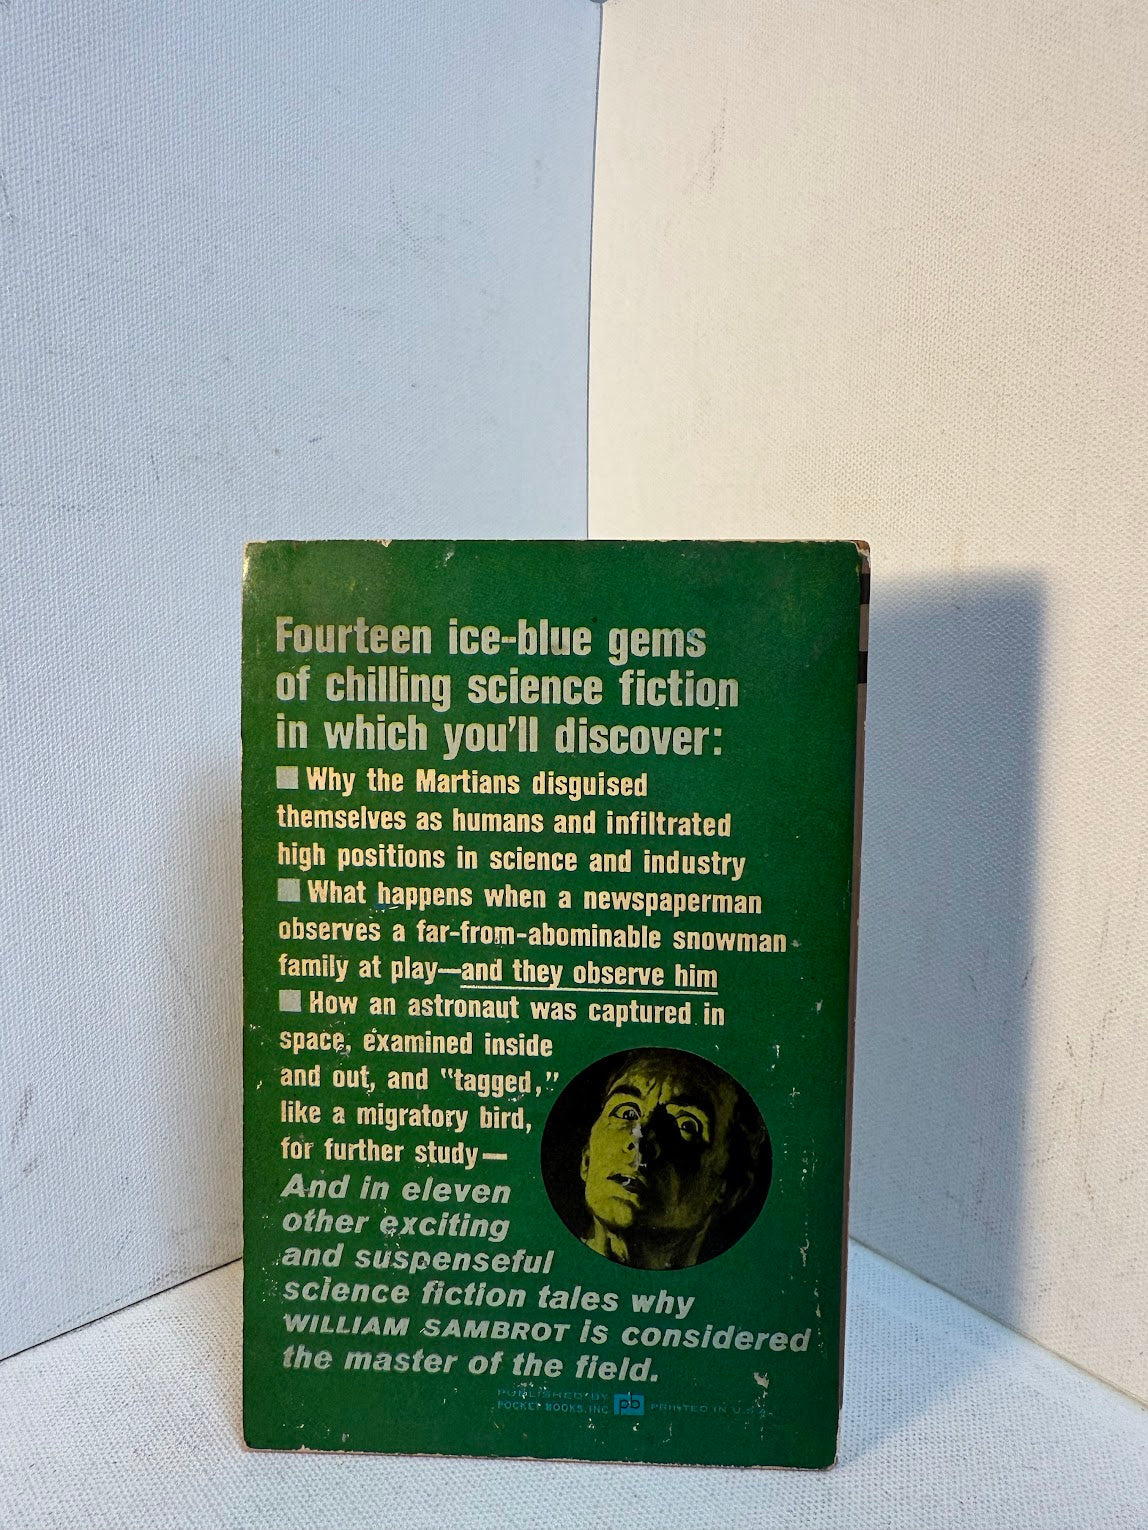 Fourteen ice-blue gems
of chilling science fiction
in which you'll discover:
■ Why the Martians disguised
themselves as humans and infiltrated
high positions in science and industry
■ What happens when a newspaperman
observes a far-from-abominable snowman
family at play—and they observe him
■ How an astronaut was captured in
space, examined inside
and out, and "tagged,"
like a migratory bird,
for further study—
And in eleven
other exciting
and suspenseful
science fiction tales why
WILLIAM SAMBROT is considered
the master of the field.
PUBLISHED BY
POCKET BOOKS, INC pb PRINTED IN U.S.A.